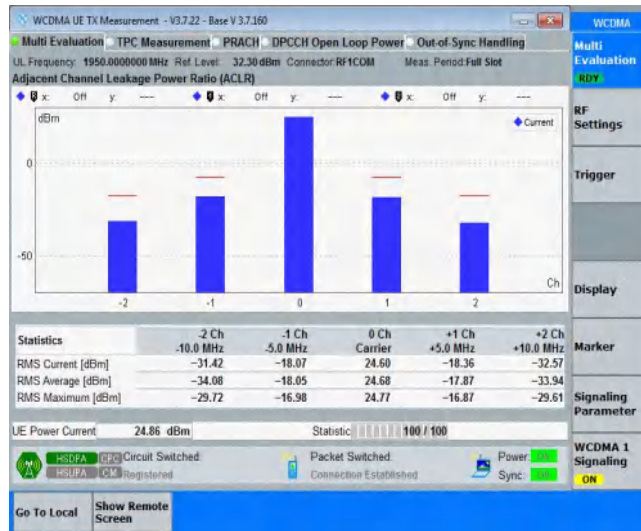 WCDMA UE TX Measurement - V3.7.22 - Base V 3.7.160
WCDMA
Multi Evaluation TPC Measurement PRACH DPCCH Open Loop Power Out-of-Sync Handling
UL Frequency: 1950.0000000 MHz Ref. Level: 32.30 dBm Connector: RF1COM Meas. Period: Full Slot
Adjacent Channel Leakage Power Ratio (ACLR)
x: Off y: --- x: Off y: --- x: Off y: ---
dBm
Current
0
-50
Ch
-2 -1 0 1 2
Statistics -2 Ch -1 Ch 0 Ch +1 Ch +2 Ch
-10.0 MHz -5.0 MHz Carrier +5.0 MHz +10.0 MHz
RMS Current [dBm] -31.42 -18.07 24.60 -18.36 -32.57
RMS Average [dBm] -34.08 -18.05 24.68 -17.87 -33.94
RMS Maximum [dBm] -29.72 -16.98 24.77 -16.87 -29.61
UE Power Current 24.86 dBm Statistic 100 / 100
HSDPA GPC Circuit Switched Packet Switched Power:
HSUPA CM Registered Connection Established Sync:
Multi
Evaluation
RDY
RF
Settings
Trigger
Display
Marker
Signaling
Parameter
WCDMA 1
Signaling
ON
Go To Local
Show Remote
Screen